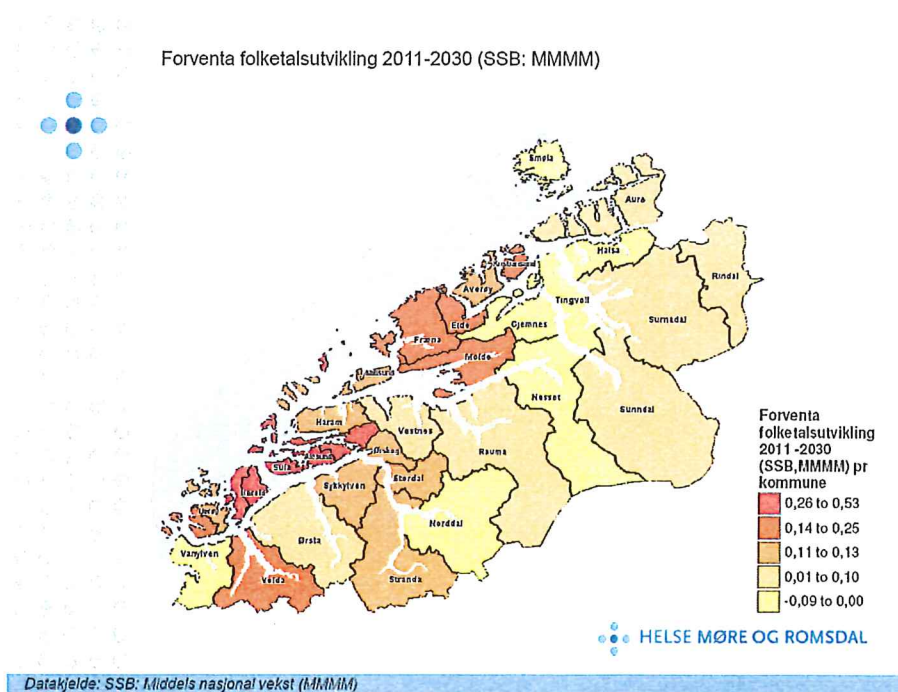 Forventa folketalsutvikling 2011-2030 (SSB: MMMM)
Smøla
Aure
Halsa
Rindal
Averøy
Tingvoll
Eide
Gjemnes
Surnadal
Fræna
Molde
Nesset
Sunndal
Haram
Vestnes
Rauma
Ørskog
Sula
Ålesund
Stordal
Sykkylven
Norddal
Vanylven
Ørsta
Volda
Stranda
Forventa
folketalsutvikling
2011 -2030
(SSB,MMMM) pr
kommune
0,26 to 0,53
0,14 to 0,25
0,11 to 0,13
0,01 to 0,10
-0,09 to 0,00
HELSE MØRE OG ROMSDAL
Datakjelde: SSB: Middels nasjonal vekst (MMMM)